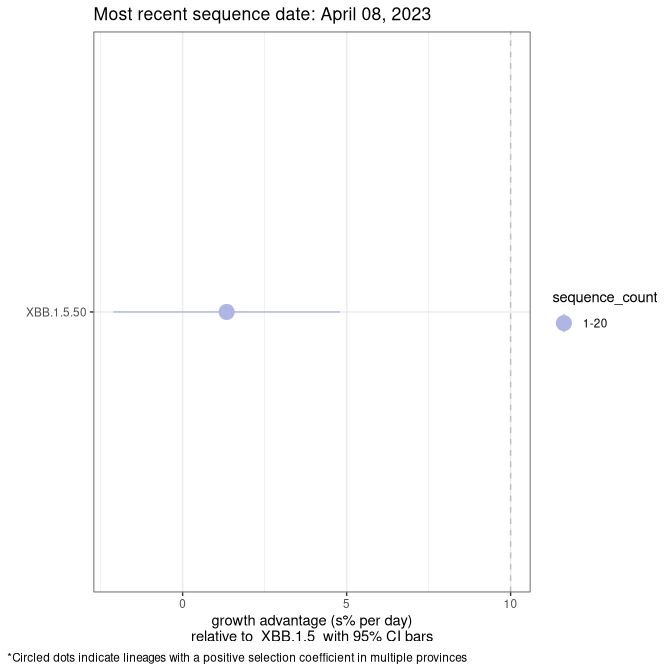 Most recent sequence date: April 08, 2023
XBB.1.5.50
sequence_count
1-20
0 5 10
growth advantage (s% per day)
relative to  XBB.1.5  with 95% CI bars
*Circled dots indicate lineages with a positive selection coefficient in multiple provinces